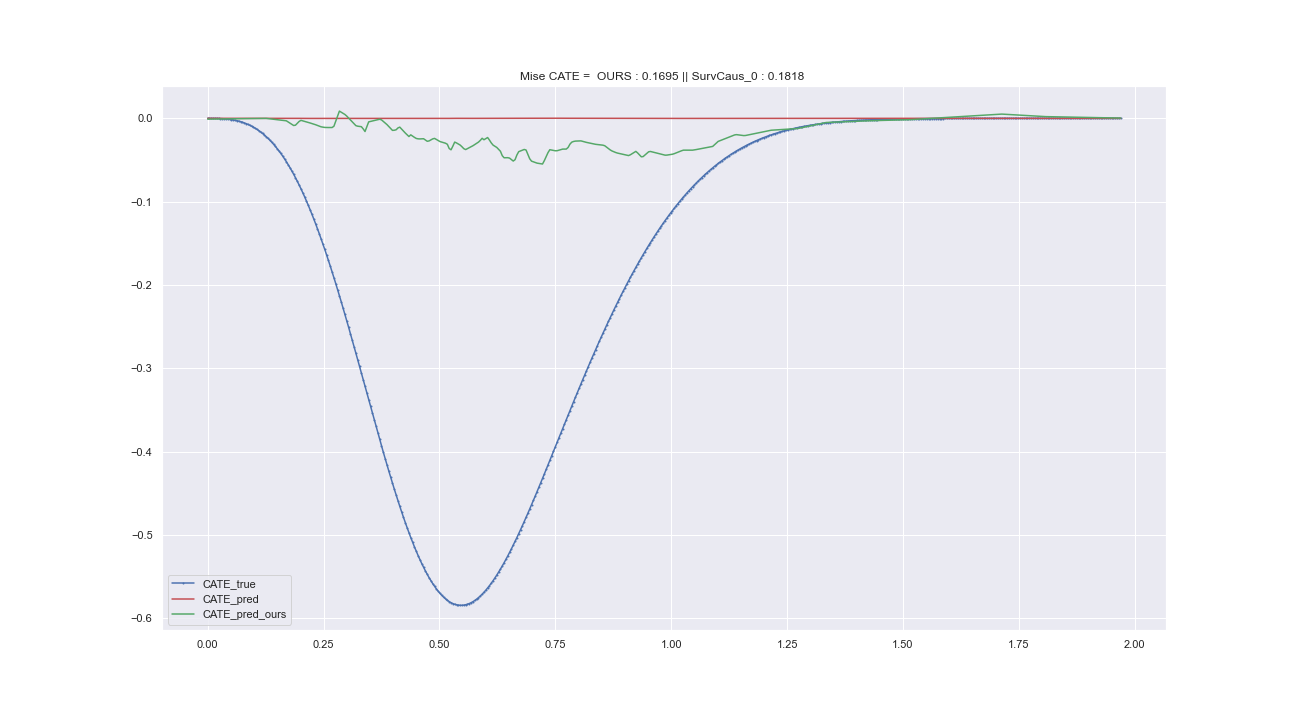 Mise CATE =  OURS : 0.1695 || SurvCaus_0 : 0.1818
0.0
−0.1
−0.2
−0.3
−0.4
−0.5
−0.6
CATE_true
CATE_pred
CATE_pred_ours
0.00 0.25 0.50 0.75 1.00 1.25 1.50 1.75 2.00